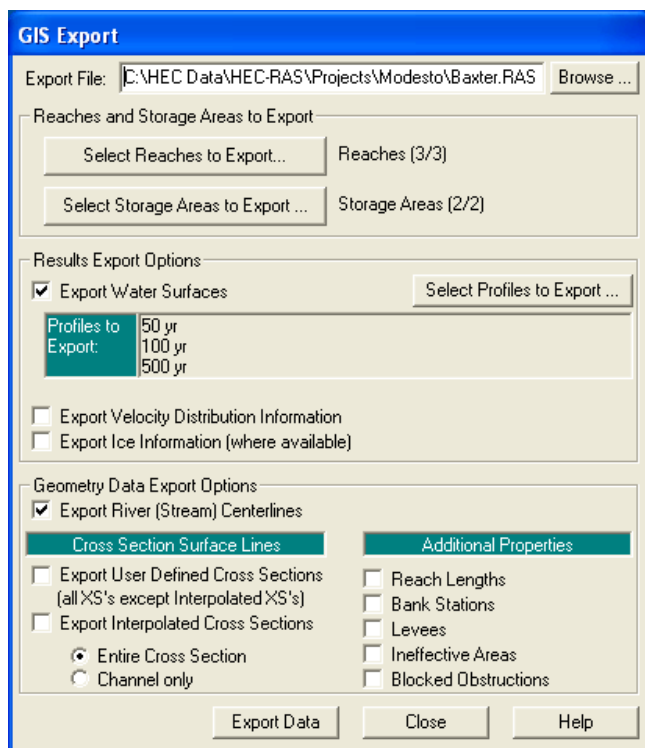 GIS Export
Export File: C:\HEC Data\HEC-RAS\Projects\Modesto\Baxter.RAS Browse ...
Reaches and Storage Areas to Export
Select Reaches to Export... Reaches (3/3)
Select Storage Areas to Export ... Storage Areas (2/2)
Results Export Options
Export Water Surfaces Select Profiles to Export ...
Profiles to Export: 50 yr
100 yr
500 yr
Export Velocity Distribution Information
Export Ice Information (where available)
Geometry Data Export Options
Export River (Stream) Centerlines
Cross Section Surface Lines
Export User Defined Cross Sections
(all XS's except Interpolated XS's)
Export Interpolated Cross Sections
Entire Cross Section
Channel only
Additional Properties
Reach Lengths
Bank Stations
Levees
Ineffective Areas
Blocked Obstructions
Export Data Close Help